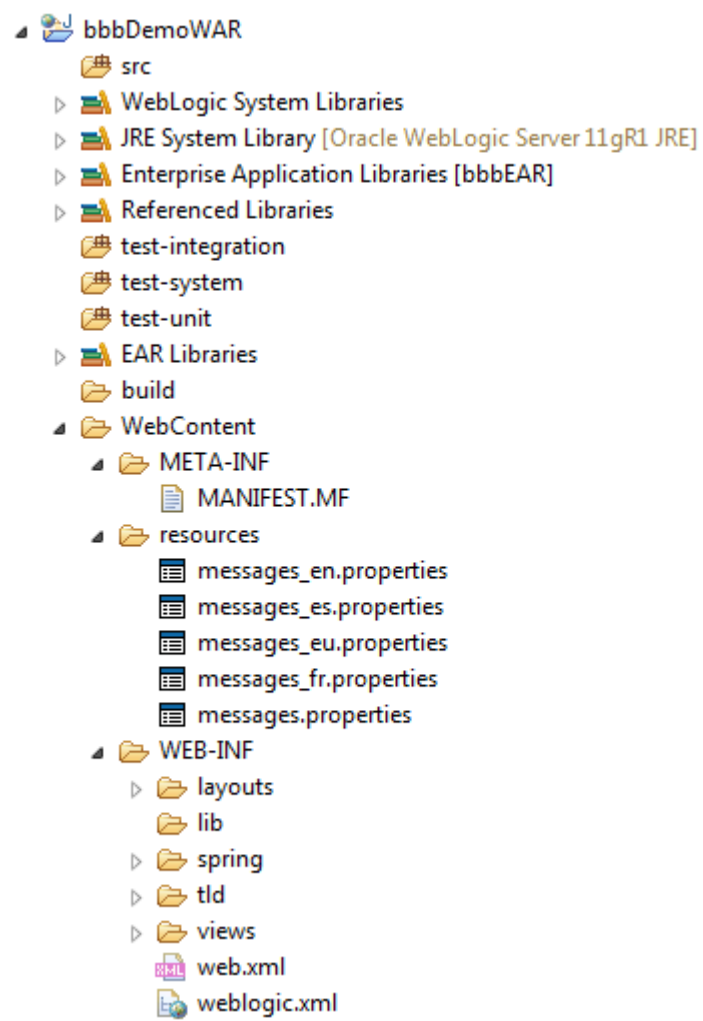 bbbDemoWAR
src
WebLogic System Libraries
JRE System Library [Oracle WebLogic Server 11gR1 JRE]
Enterprise Application Libraries [bbbEAR]
Referenced Libraries
test-integration
test-system
test-unit
EAR Libraries
build
WebContent
META-INF
MANIFEST.MF
resources
messages_en.properties
messages_es.properties
messages_eu.properties
messages_fr.properties
messages.properties
WEB-INF
layouts
lib
spring
tld
views
XML web.xml
weblogic.xml